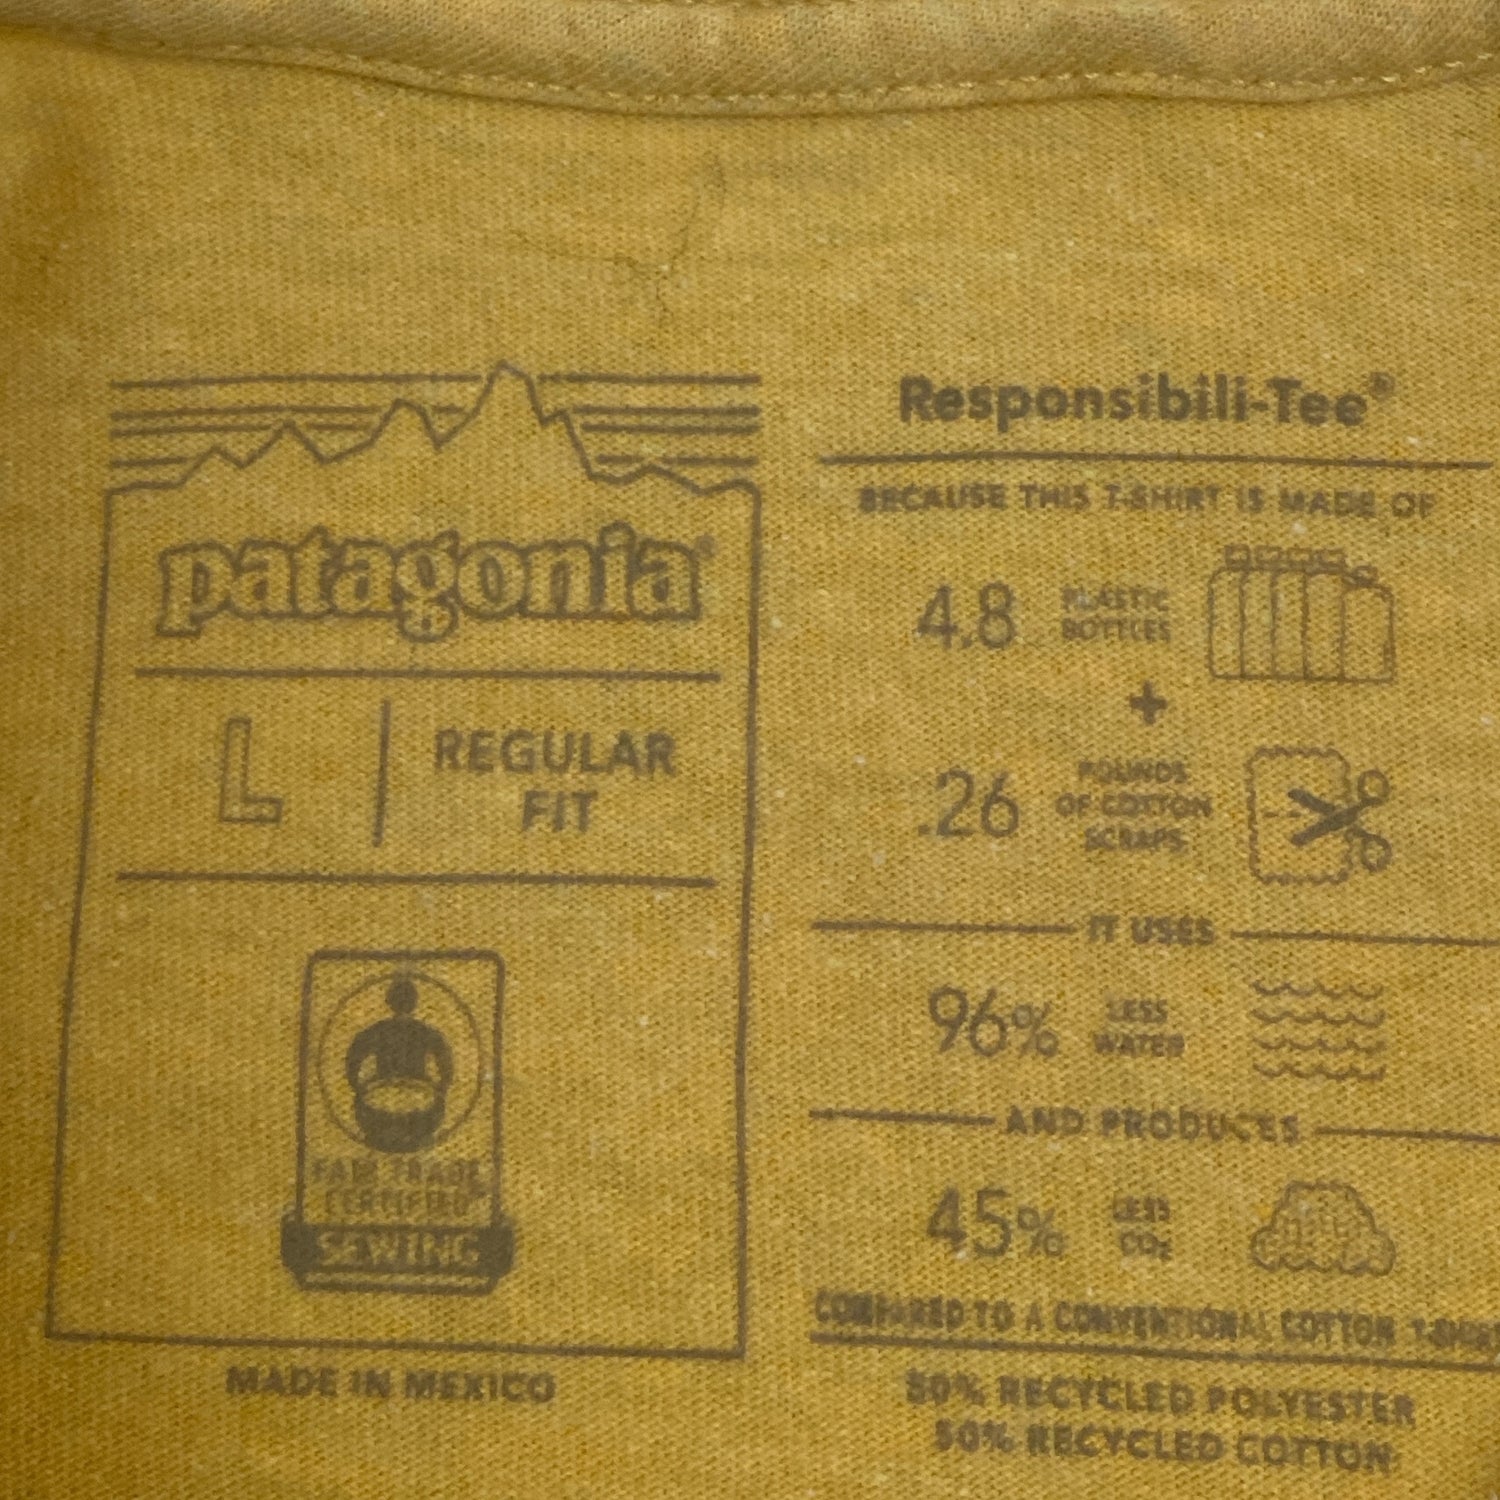 patagonia®
L
REGULAR
FIT
FAIR TRADE
CERTIFIED
SEWING
MADE IN MEXICO
Responsibili-Tee®
BECAUSE THIS T-SHIRT IS MADE OF
4.8 PLASTIC
BOTTLES
+
.26 POUNDS
OF COTTON
SCRAPS
IT USES
96% LESS
WATER
AND PRODUCES
45% LESS
CO₂
COMPARED TO A CONVENTIONAL COTTON T-SHIRT
50% RECYCLED POLYESTER
50% RECYCLED COTTON